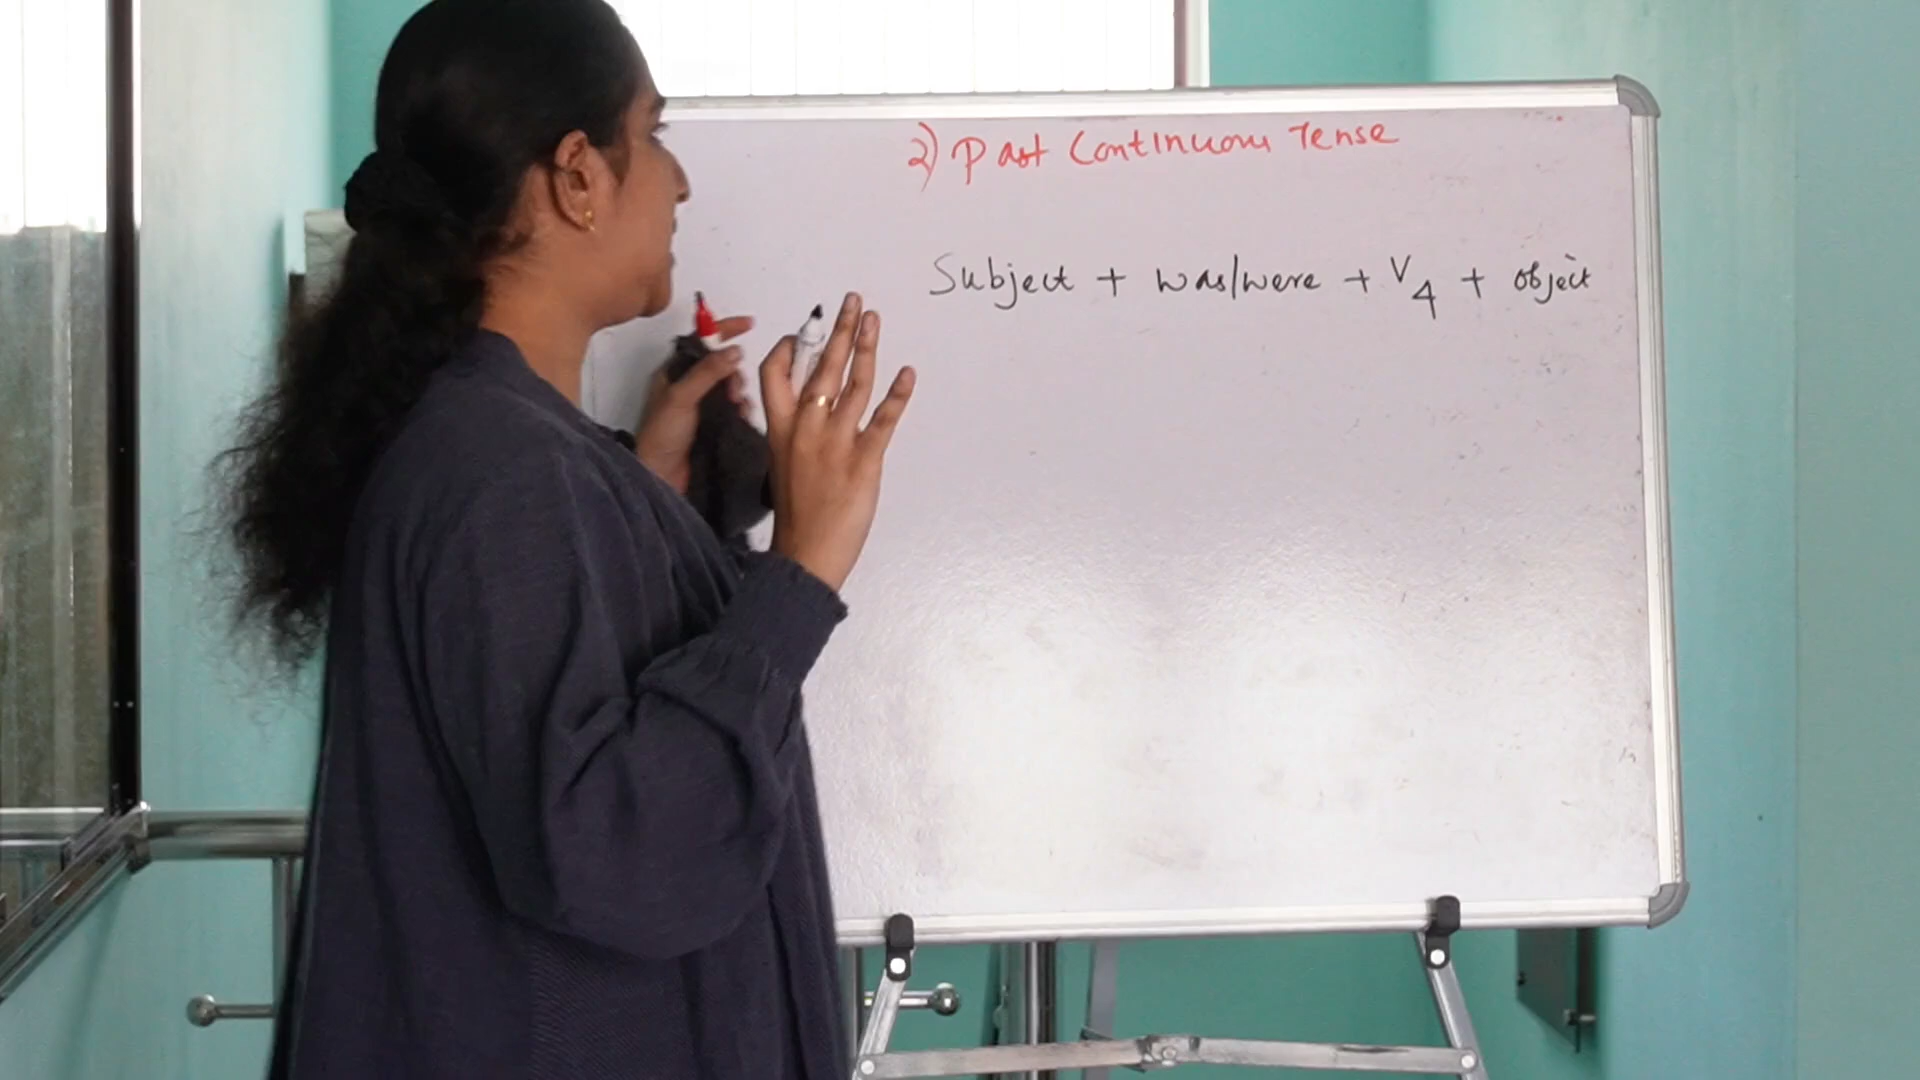 2) Past Continuous Tense
Subject + was/were + V4 + object